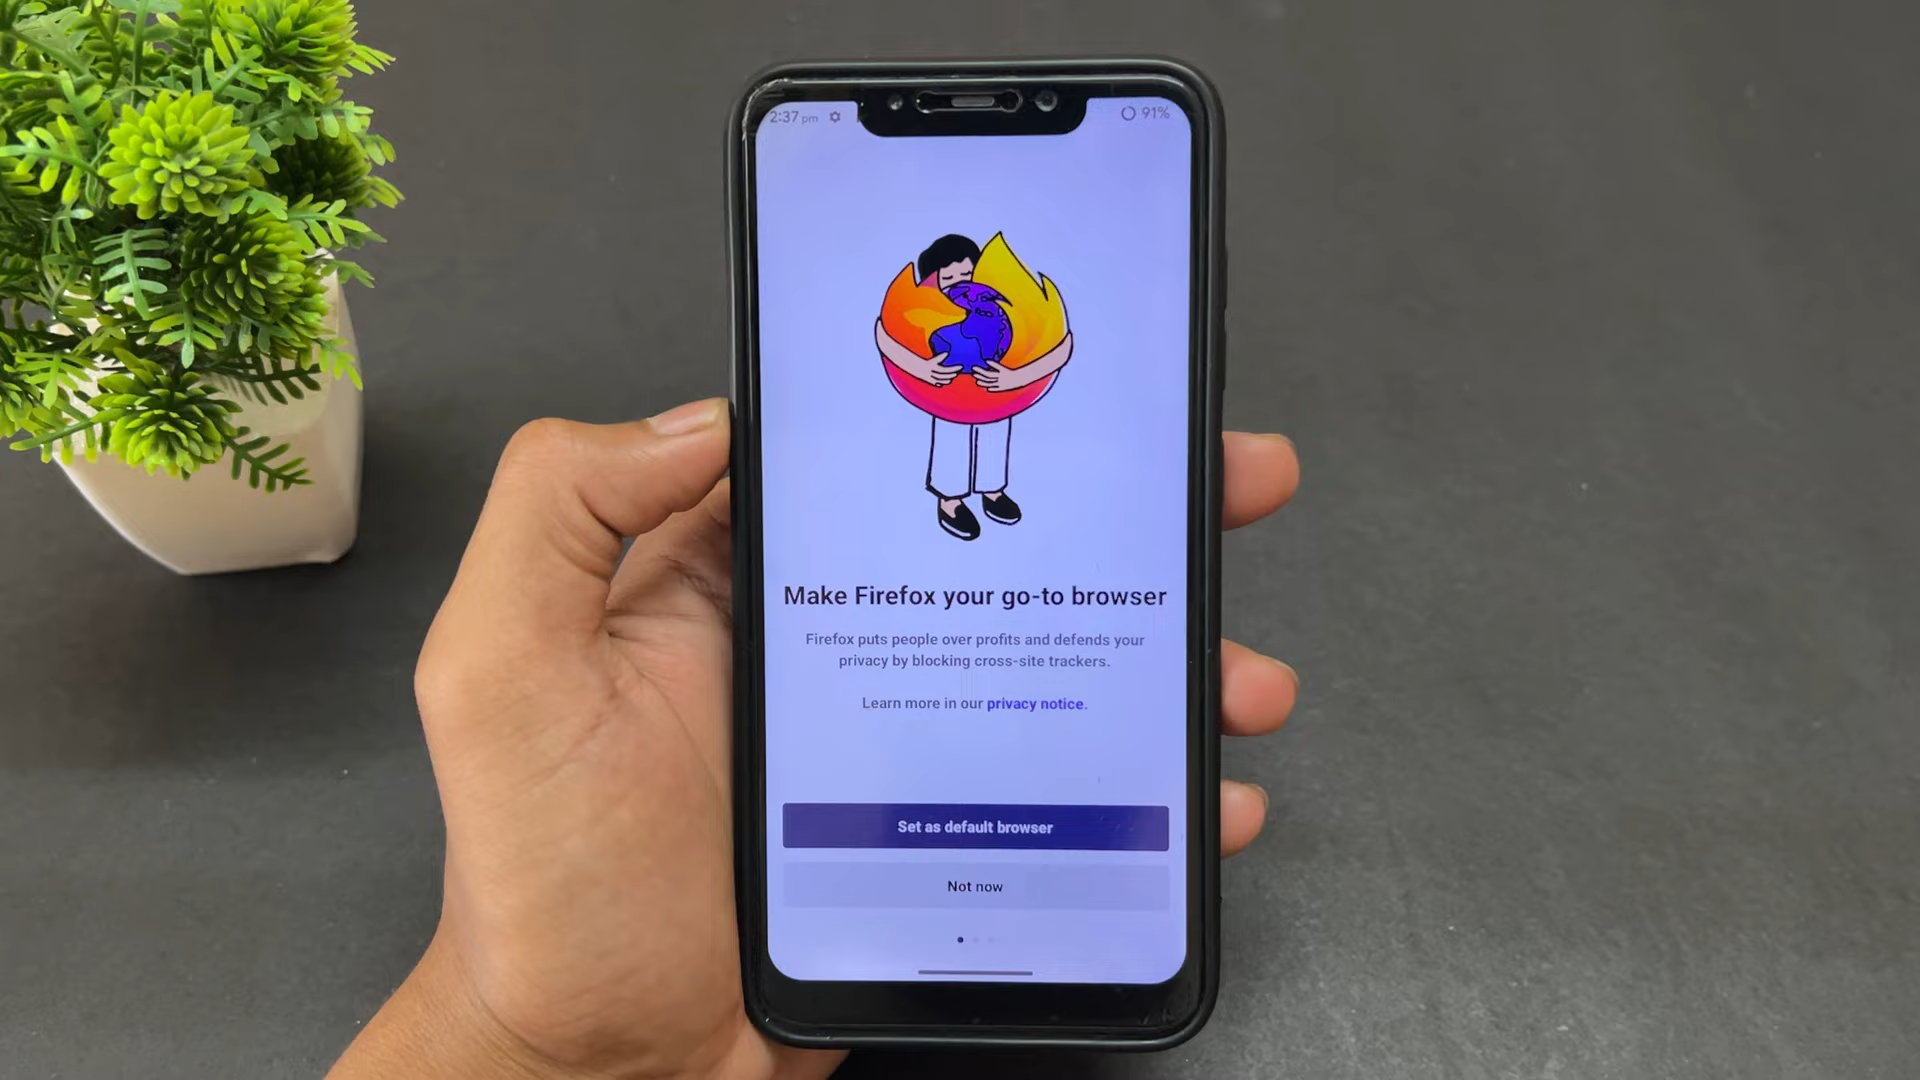 2:37 pm 91%
Make Firefox your go-to browser
Firefox puts people over profits and defends your
privacy by blocking cross-site trackers.
Learn more in our privacy notice.
Set as default browser
Not now